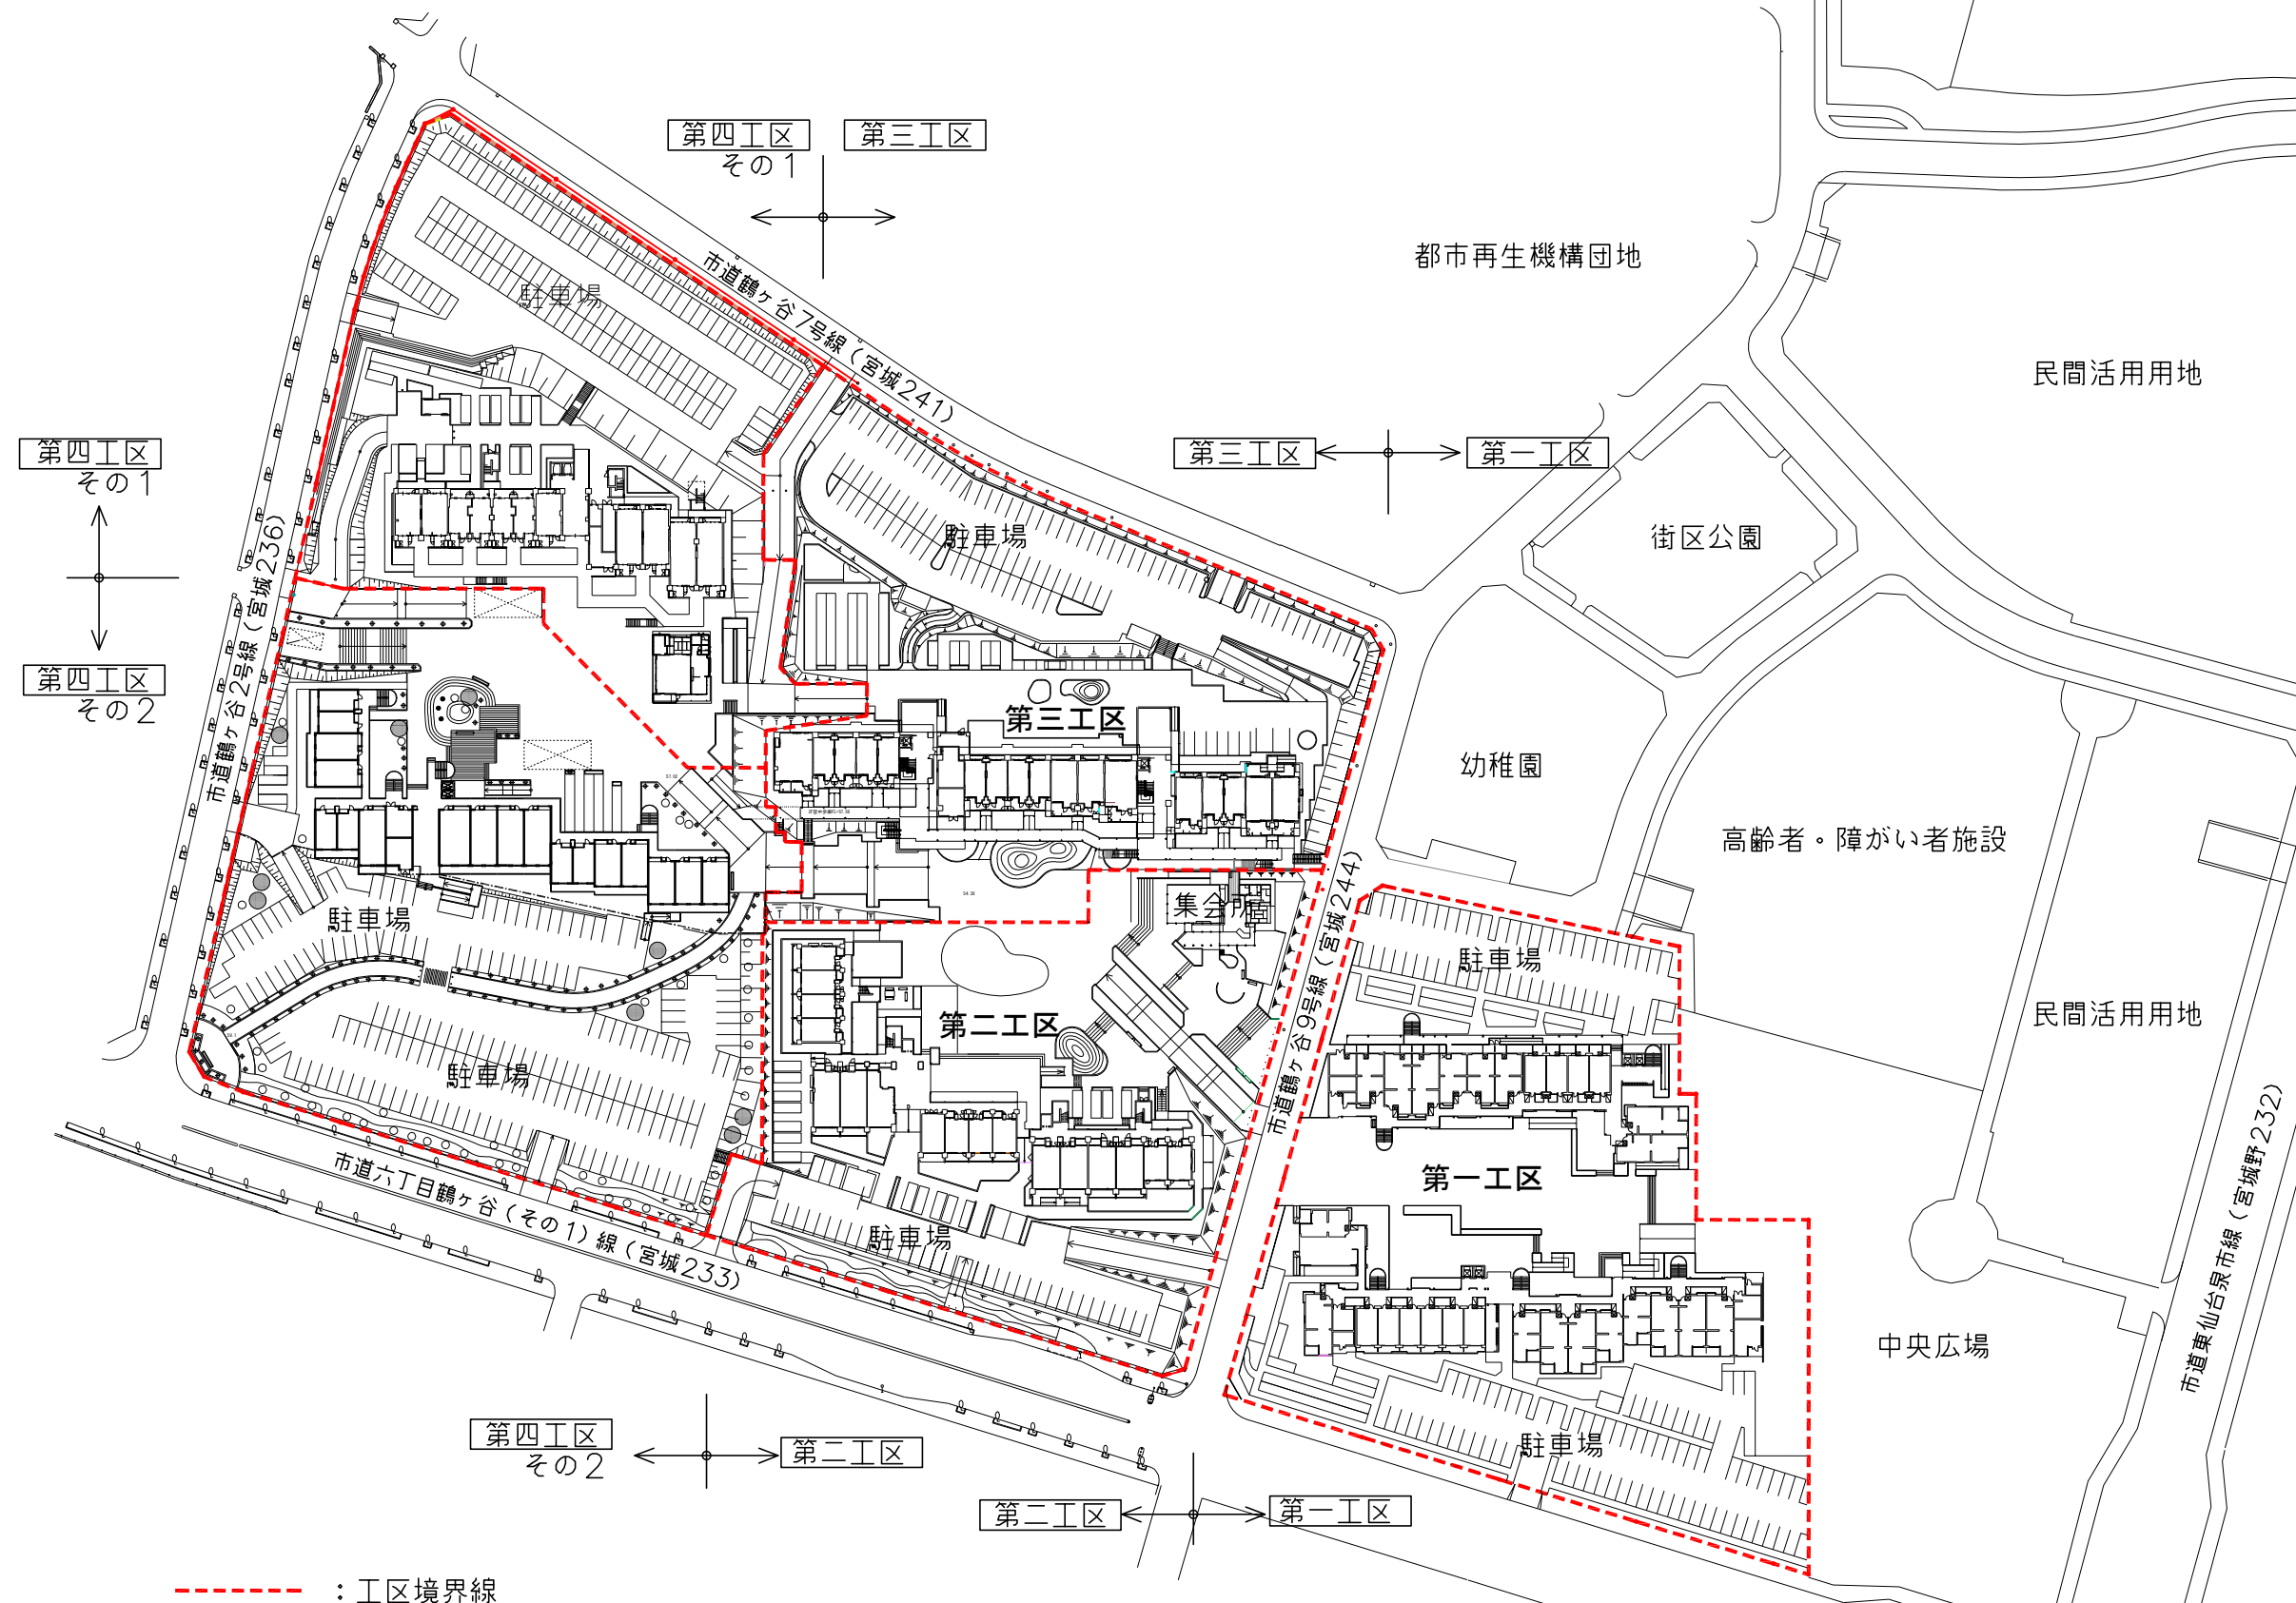 第四工区
その1
第三工区
市道鶴ヶ谷7号線(宮城241)
都市再生機構団地
駐車場
民間活用用地
第四工区
その1
第三工区
第一工区
街区公園
駐車場
市道鶴ヶ谷2号線(宮城236)
第四工区
その2
第三工区
幼稚園
高齢者・障がい者施設
市道鶴ヶ谷9号線(宮城244)
集会所
駐車場
駐車場
第二工区
民間活用用地
駐車場
市道六丁目鶴ヶ谷(その1)線(宮城233)
第一工区
駐車場
市道東仙台泉市線(宮城野232)
中央広場
第四工区
その2
第二工区
駐車場
第二工区
第一工区
:工区境界線